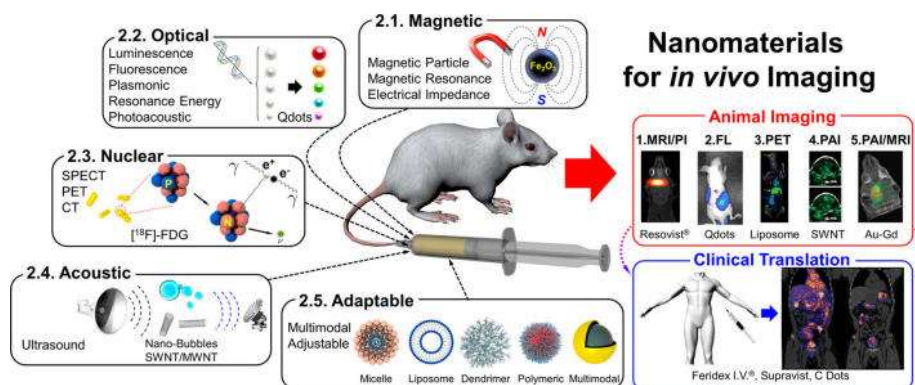 2.2. Optical
Luminescence
Fluorescence
Plasmonic
Resonance Energy
Photoacoustic
Qdots
2.1. Magnetic
Magnetic Particle
Magnetic Resonance
Electrical Impedance
N
Fe₂O₃
S
Nanomaterials
for in vivo Imaging
2.3. Nuclear
SPECT
PET
CT
P
N
γ
e⁺
e⁻
γ
ν
[¹⁸F]-FDG
2.4. Acoustic
Ultrasound
Nano-Bubbles
SWNT/MWNT
2.5. Adaptable
Multimodal
Adjustable
Micelle Liposome Dendrimer Polymeric Multimodal
Animal Imaging
1.MRI/PI 2.FL 3.PET 4.PAI 5.PAI/MRI
Resovist® Qdots Liposome SWNT Au-Gd
Clinical Translation
Feridex I.V.®, Supravist, C Dots